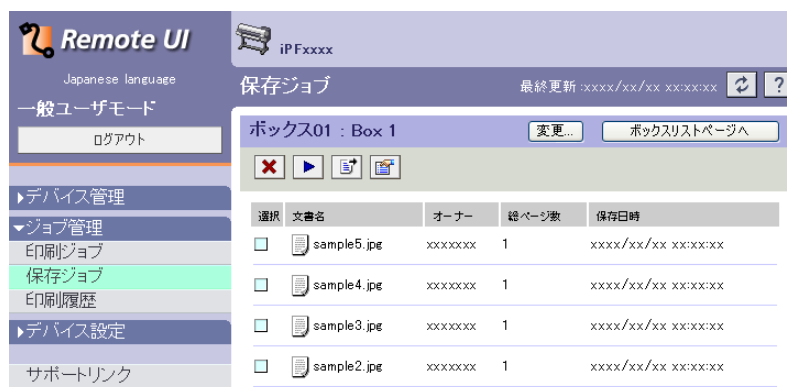 Remote UI
Japanese language
一般ユーザモード
ログアウト
▶デバイス管理
▼ジョブ管理
印刷ジョブ
保存ジョブ
印刷履歴
▶デバイス設定
サポートリンク
iPFxxxx
保存ジョブ 最終更新 :xxxx/xx/xx xx:xx:xx ?
ボックス01 : Box 1 変更... ボックスリストページへ
選択 文書名 オーナー 総ページ数 保存日時
sample5.jpg xxxxxxx 1 xxxx/xx/xx xx:xx:xx
sample4.jpg xxxxxxx 1 xxxx/xx/xx xx:xx:xx
sample3.jpg xxxxxxx 1 xxxx/xx/xx xx:xx:xx
sample2.jpg xxxxxxx 1 xxxx/xx/xx xx:xx:xx